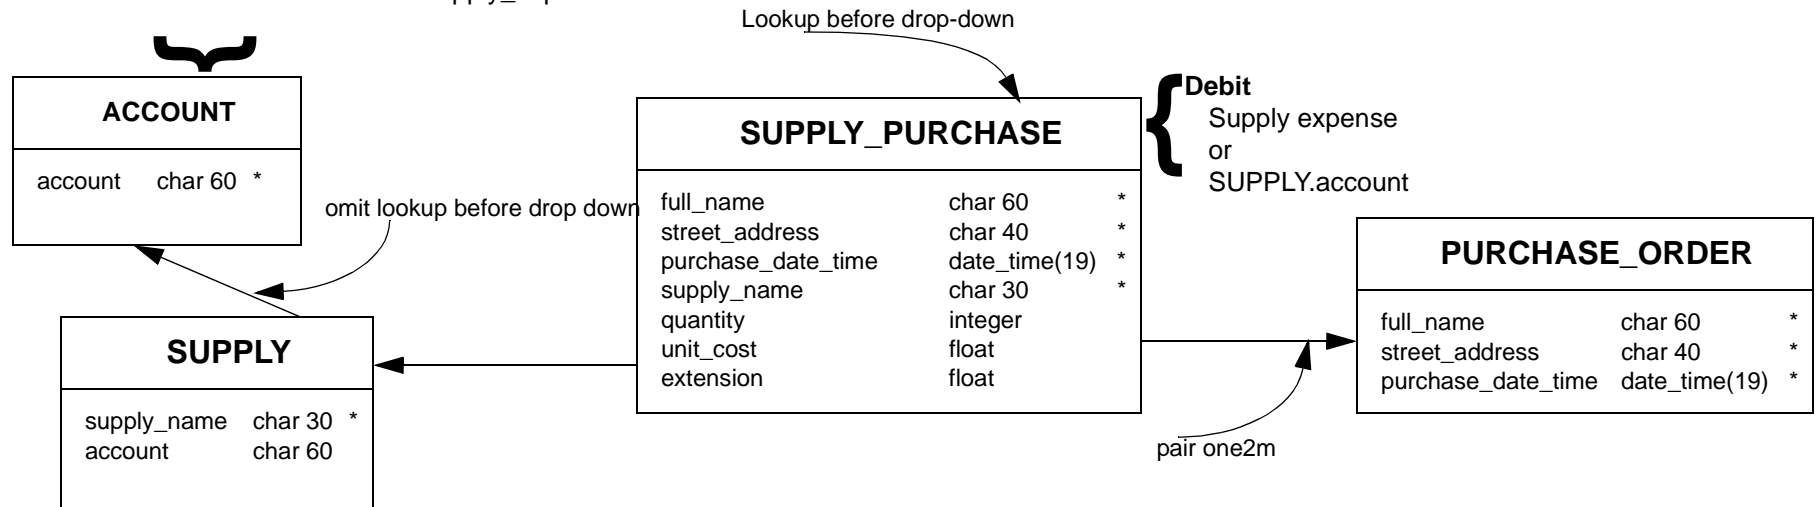 Lookup before drop-down
ACCOUNT
account char 60 *
omit lookup before drop down
SUPPLY_PURCHASE
full_name char 60 *
street_address char 40 *
purchase_date_time date_time(19) *
supply_name char 30 *
quantity integer
unit_cost float
extension float
{
Debit
Supply expense
or
SUPPLY.account
PURCHASE_ORDER
full_name char 60 *
street_address char 40 *
purchase_date_time date_time(19) *
pair one2m
SUPPLY
supply_name char 30 *
account char 60